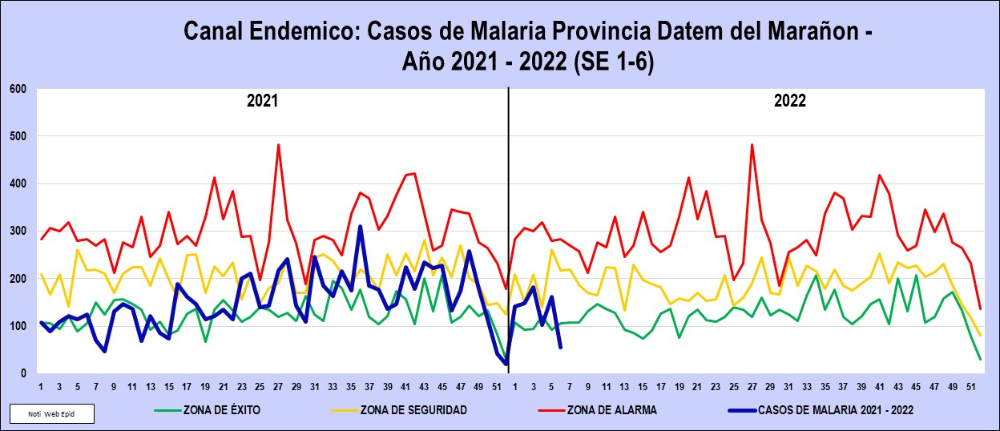 Canal Endemico: Casos de Malaria Provincia Datem del Marañon -
Año 2021 - 2022 (SE 1-6)
600
500
400
300
200
100
0
2021
2022
1 3 5 7 9 11 13 15 17 19 21 23 25 27 29 31 33 35 37 39 41 43 45 47 49 51 1 3 5 7 9 11 13 15 17 19 21 23 25 27 29 31 33 35 37 39 41 43 45 47 49 51
Noti Web Epid
ZONA DE ÉXITO
ZONA DE SEGURIDAD
ZONA DE ALARMA
CASOS DE MALARIA 2021 - 2022